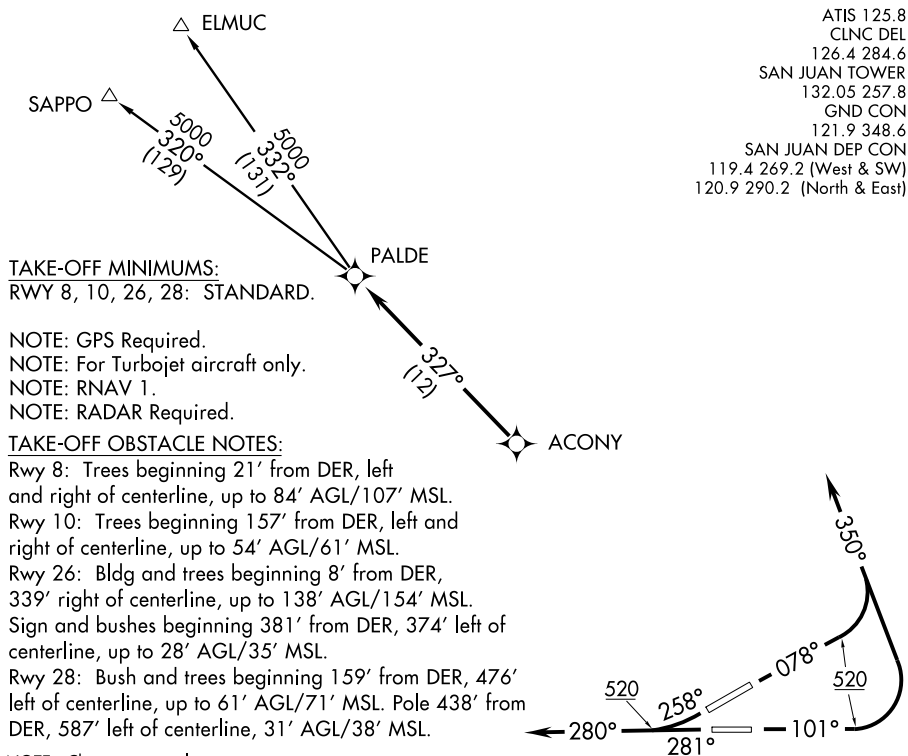 ELMUC
SAPPO
5000
320°
(129)
5000
332°
(131)
ATIS 125.8
CLNC DEL
126.4 284.6
SAN JUAN TOWER
132.05 257.8
GND CON
121.9 348.6
SAN JUAN DEP CON
119.4 269.2 (West & SW)
120.9 290.2 (North & East)
PALDE
327°
(12)
ACONY
TAKE-OFF MINIMUMS:
RWY 8, 10, 26, 28: STANDARD.
NOTE: GPS Required.
NOTE: For Turbojet aircraft only.
NOTE: RNAV 1.
NOTE: RADAR Required.
TAKE-OFF OBSTACLE NOTES:
Rwy 8: Trees beginning 21’ from DER, left
and right of centerline, up to 84’ AGL/107’ MSL.
Rwy 10: Trees beginning 157’ from DER, left and
right of centerline, up to 54’ AGL/61’ MSL.
Rwy 26: Bldg and trees beginning 8’ from DER,
339’ right of centerline, up to 138’ AGL/154’ MSL.
Sign and bushes beginning 381’ from DER, 374’ left of
centerline, up to 28’ AGL/35’ MSL.
Rwy 28: Bush and trees beginning 159’ from DER, 476’
left of centerline, up to 61’ AGL/71’ MSL. Pole 438’ from
DER, 587’ left of centerline, 31’ AGL/38’ MSL.
350°
078°
520
520
258°
280°
281°
101°